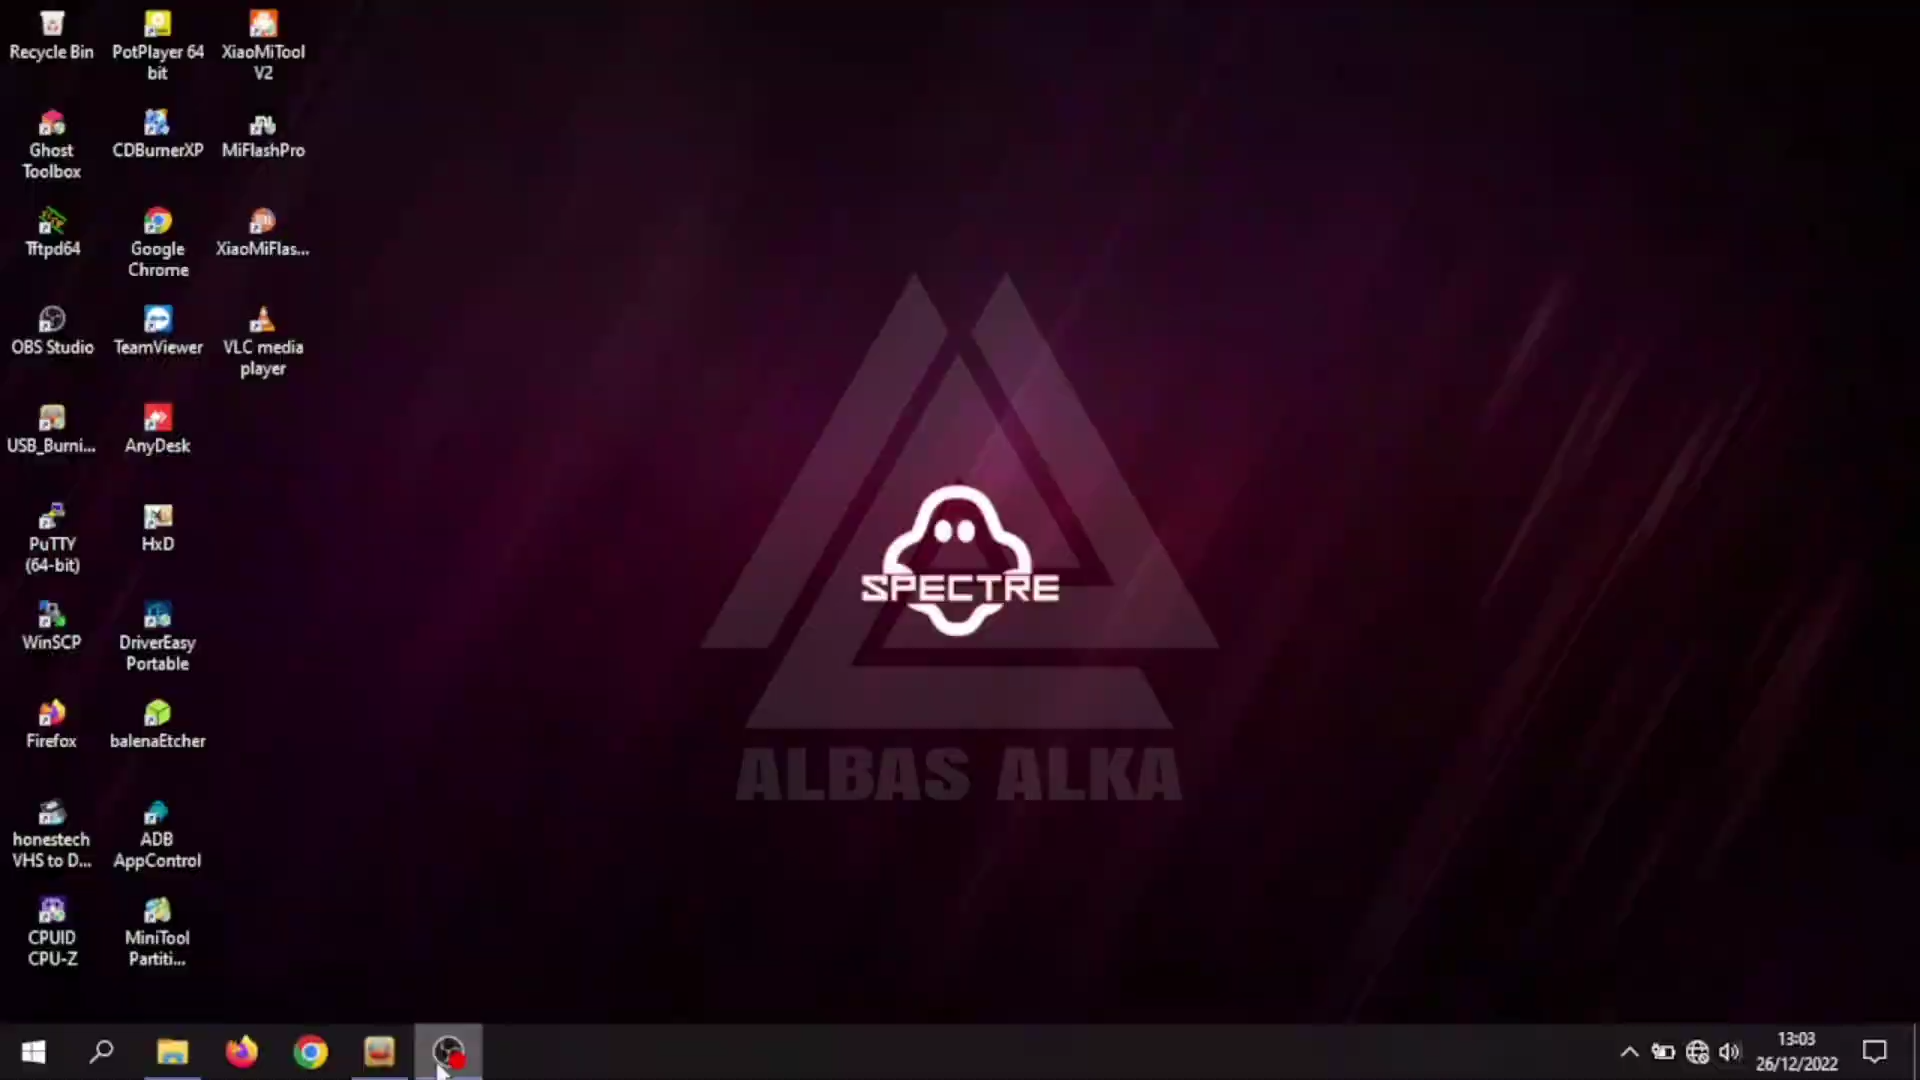 Recycle Bin
PotPlayer 64
bit
XiaoMiTool
V2
Ghost
Toolbox
CDBurnerXP
MiFlashPro
Tftpd64
Google
Chrome
XiaoMiFlas...
OBS Studio
TeamViewer
VLC media
player
USB_Burni...
AnyDesk
PuTTY
(64-bit)
HxD
WinSCP
DriverEasy
Portable
Firefox
balenaEtcher
honestech
VHS to D...
ADB
AppControl
CPUID
CPU-Z
MiniTool
Partiti...
SPECTRE
ALBAS ALKA
13:03
26/12/2022